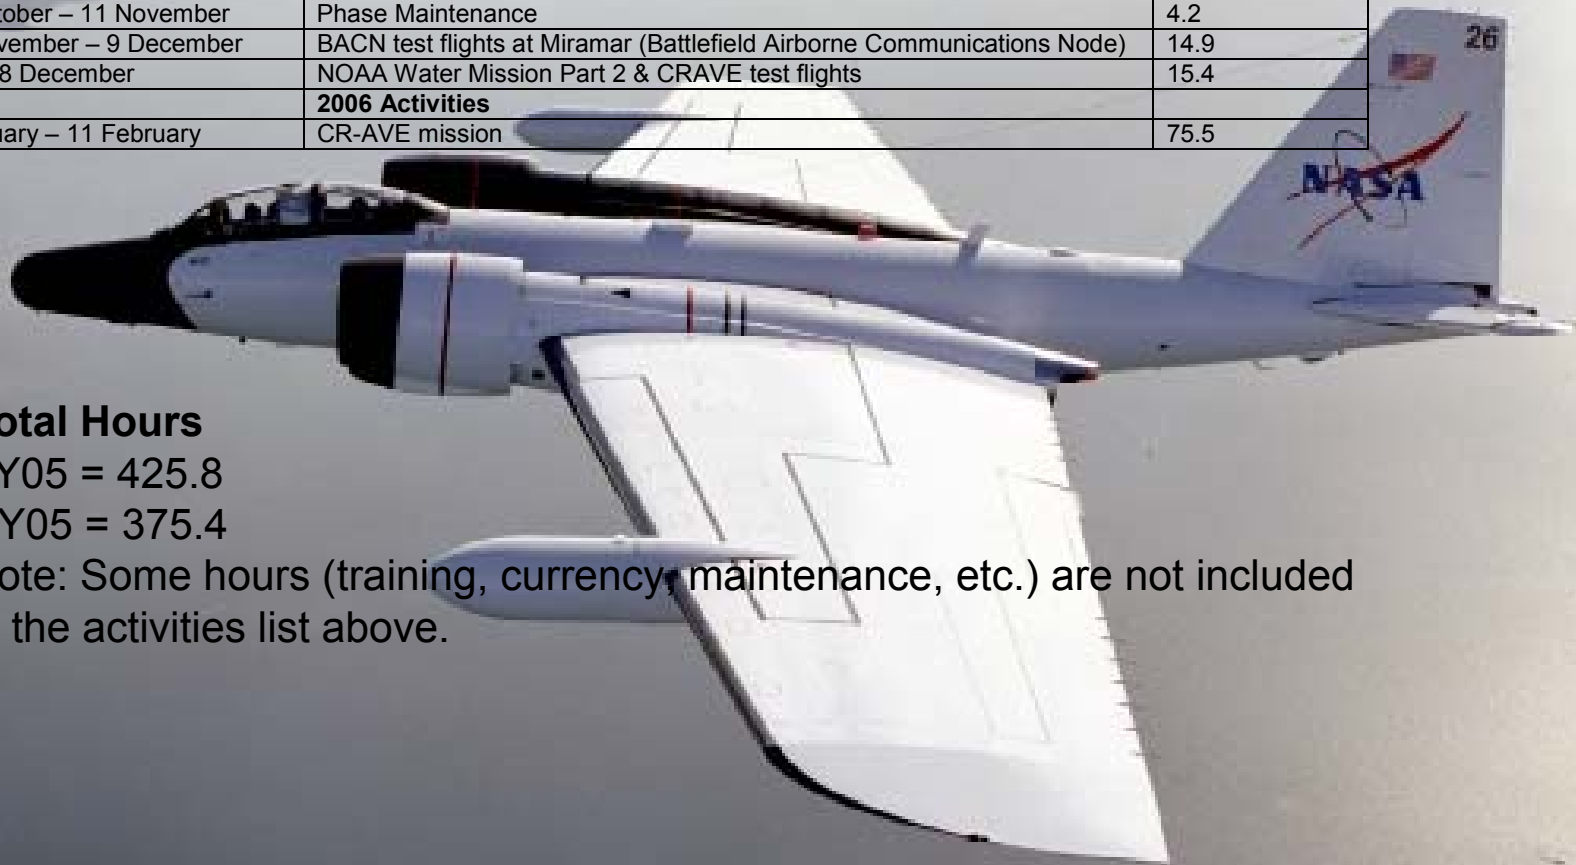 tober – 11 November Phase Maintenance 4.2
vember – 9 December BACN test flights at Miramar (Battlefield Airborne Communications Node) 14.9
8 December NOAA Water Mission Part 2 & CRAVE test flights 15.4
2006 Activities
uary – 11 February CR-AVE mission 75.5
26
NASA
otal Hours
Y05 = 425.8
Y05 = 375.4
ote: Some hours (training, currency, maintenance, etc.) are not included
the activities list above.